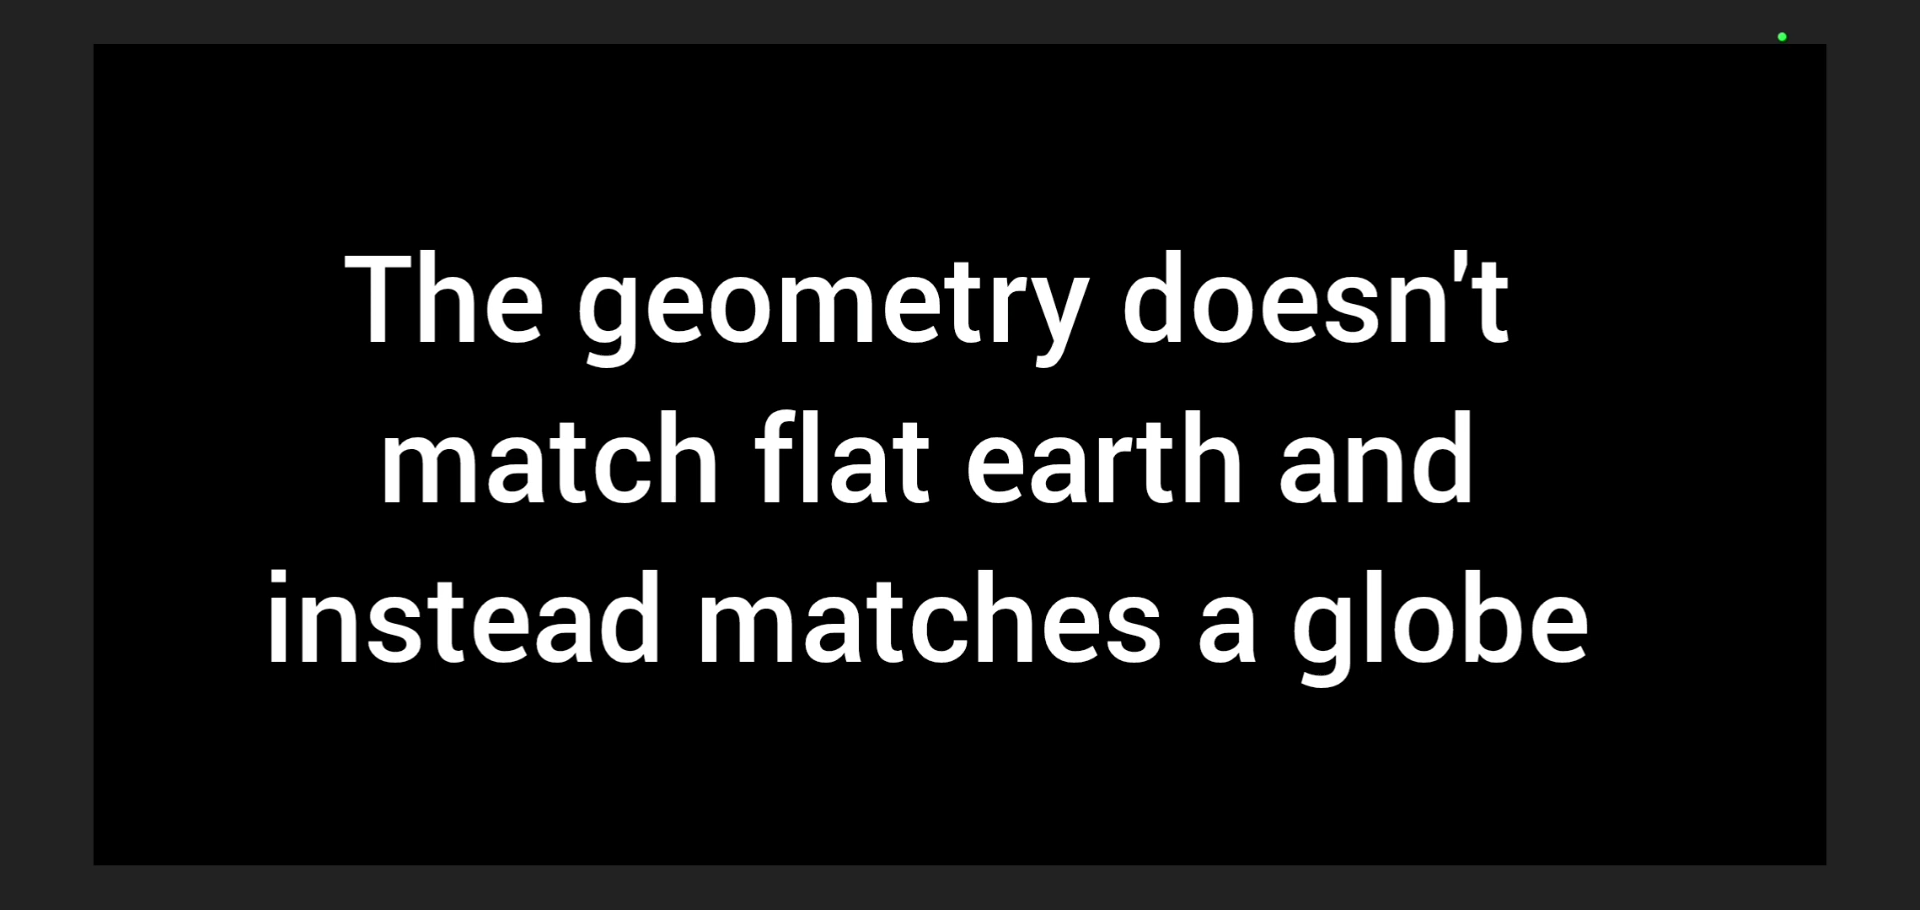 The geometry doesn't
match flat earth and
instead matches a globe